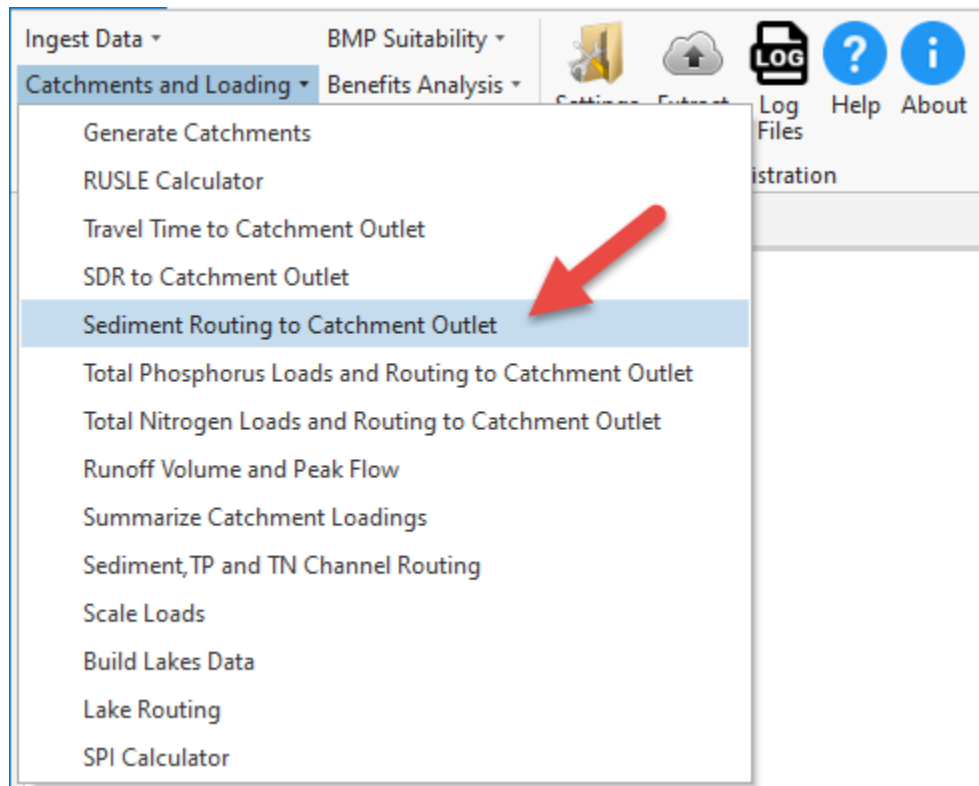 Ingest Data
BMP Suitability
Catchments and Loading
Benefits Analysis
LOG
Log
Files
Help
About
istration
Generate Catchments
RUSLE Calculator
Travel Time to Catchment Outlet
SDR to Catchment Outlet
Sediment Routing to Catchment Outlet
Total Phosphorus Loads and Routing to Catchment Outlet
Total Nitrogen Loads and Routing to Catchment Outlet
Runoff Volume and Peak Flow
Summarize Catchment Loadings
Sediment,TP and TN Channel Routing
Scale Loads
Build Lakes Data
Lake Routing
SPI Calculator